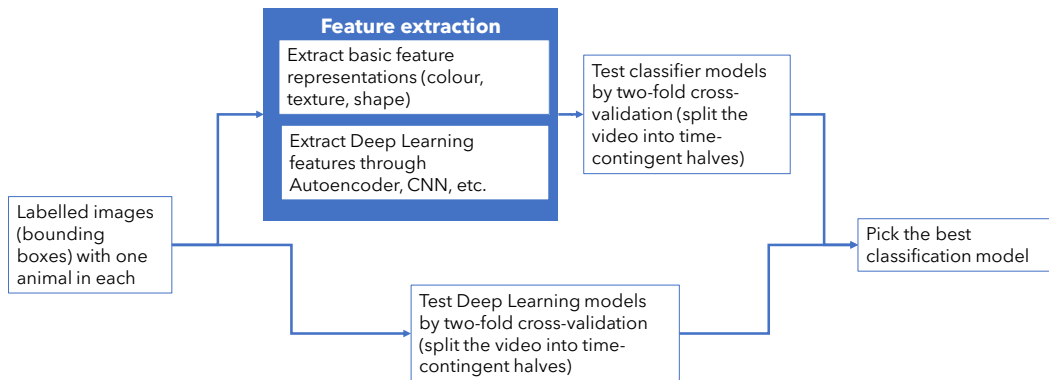 Feature extraction
Extract basic feature
representations (colour,
texture, shape)
Extract Deep Learning
features through
Autoencoder, CNN, etc.
Test classifier models
by two-fold cross-
validation (split the
video into time-
contingent halves)
Labelled images
(bounding
boxes) with one
animal in each
Pick the best
classification model
Test Deep Learning models
by two-fold cross-validation
(split the video into time-
contingent halves)